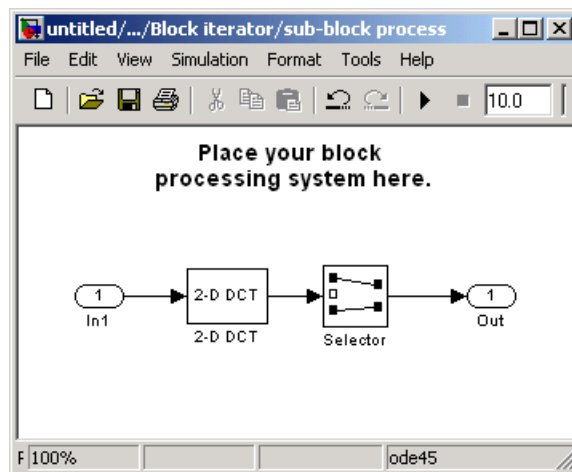 untitled/.../Block iterator/sub-block process
File Edit View Simulation Format Tools Help
10.0
Place your block
processing system here.
1
2-D DCT
1
In1
2-D DCT
Selector
Out
F 100%
ode45